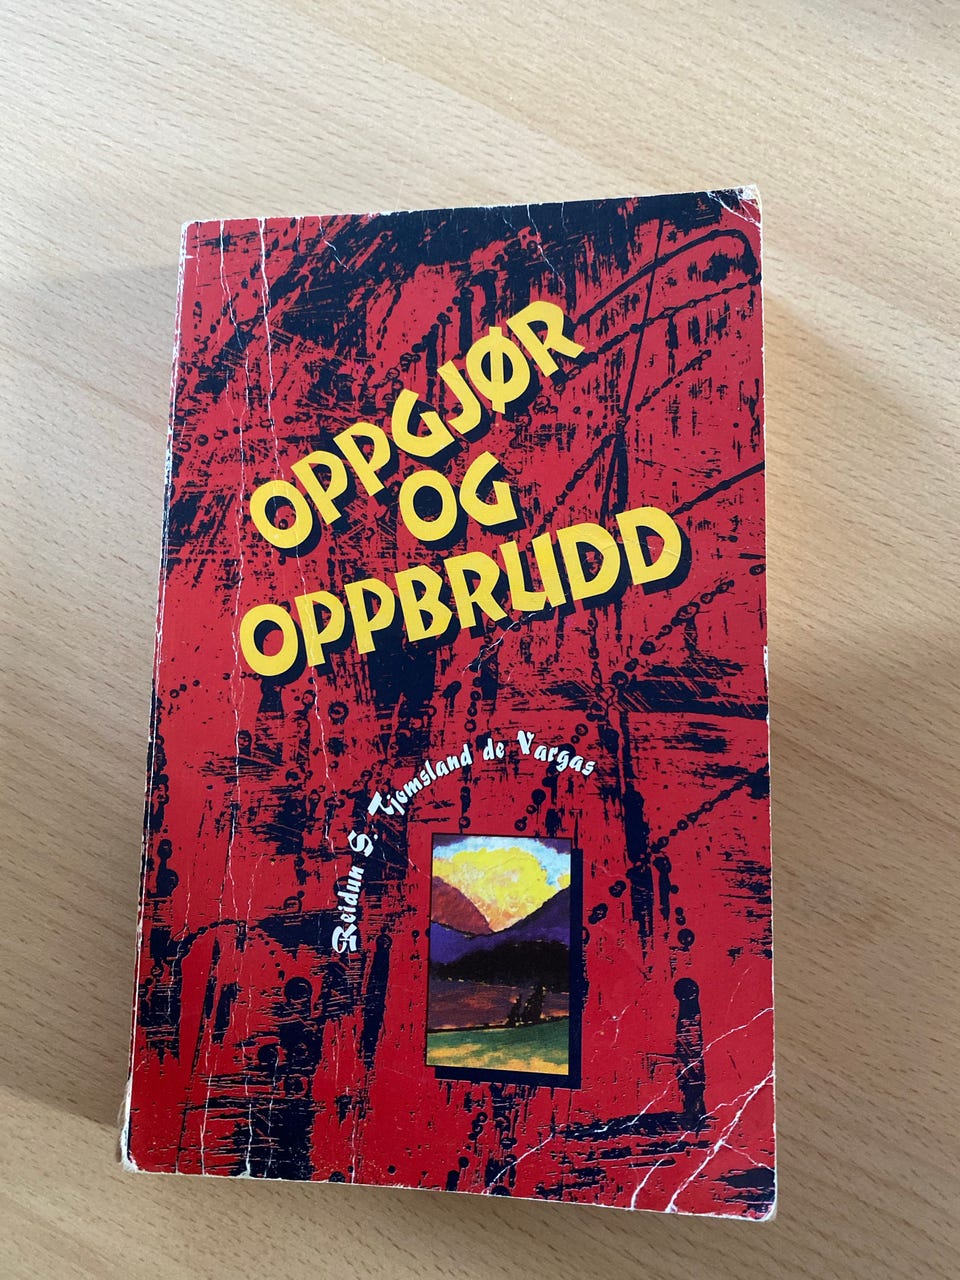 OPPGJØR
OG
OPPBRUDD
Reidun S. Tjomsland de Vargas